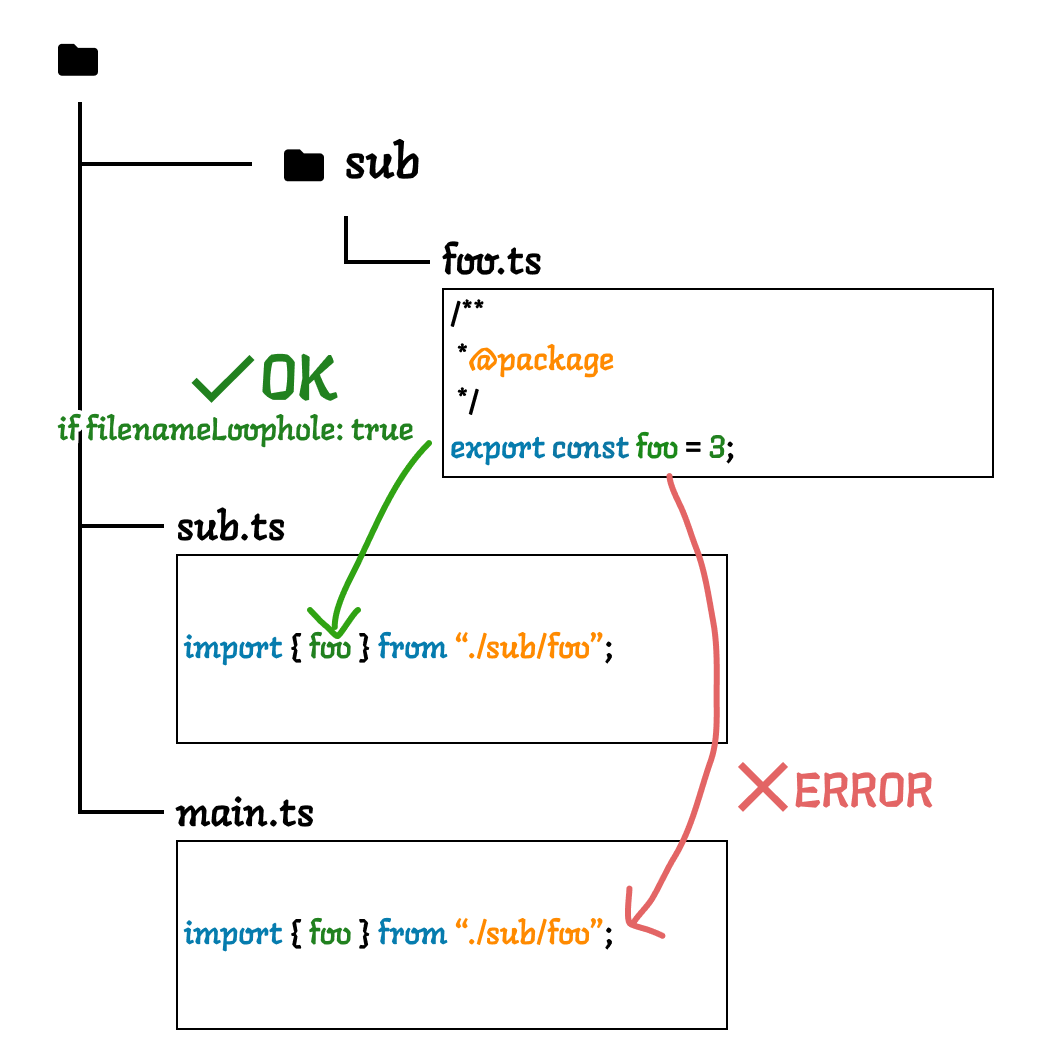 sub
foo.ts
/**
*@package
*/
export const foo = 3;
OK
if filenameLoophole: true
sub.ts
import { foo } from “./sub/foo”;
main.ts
import { foo } from “./sub/foo”;
ERROR